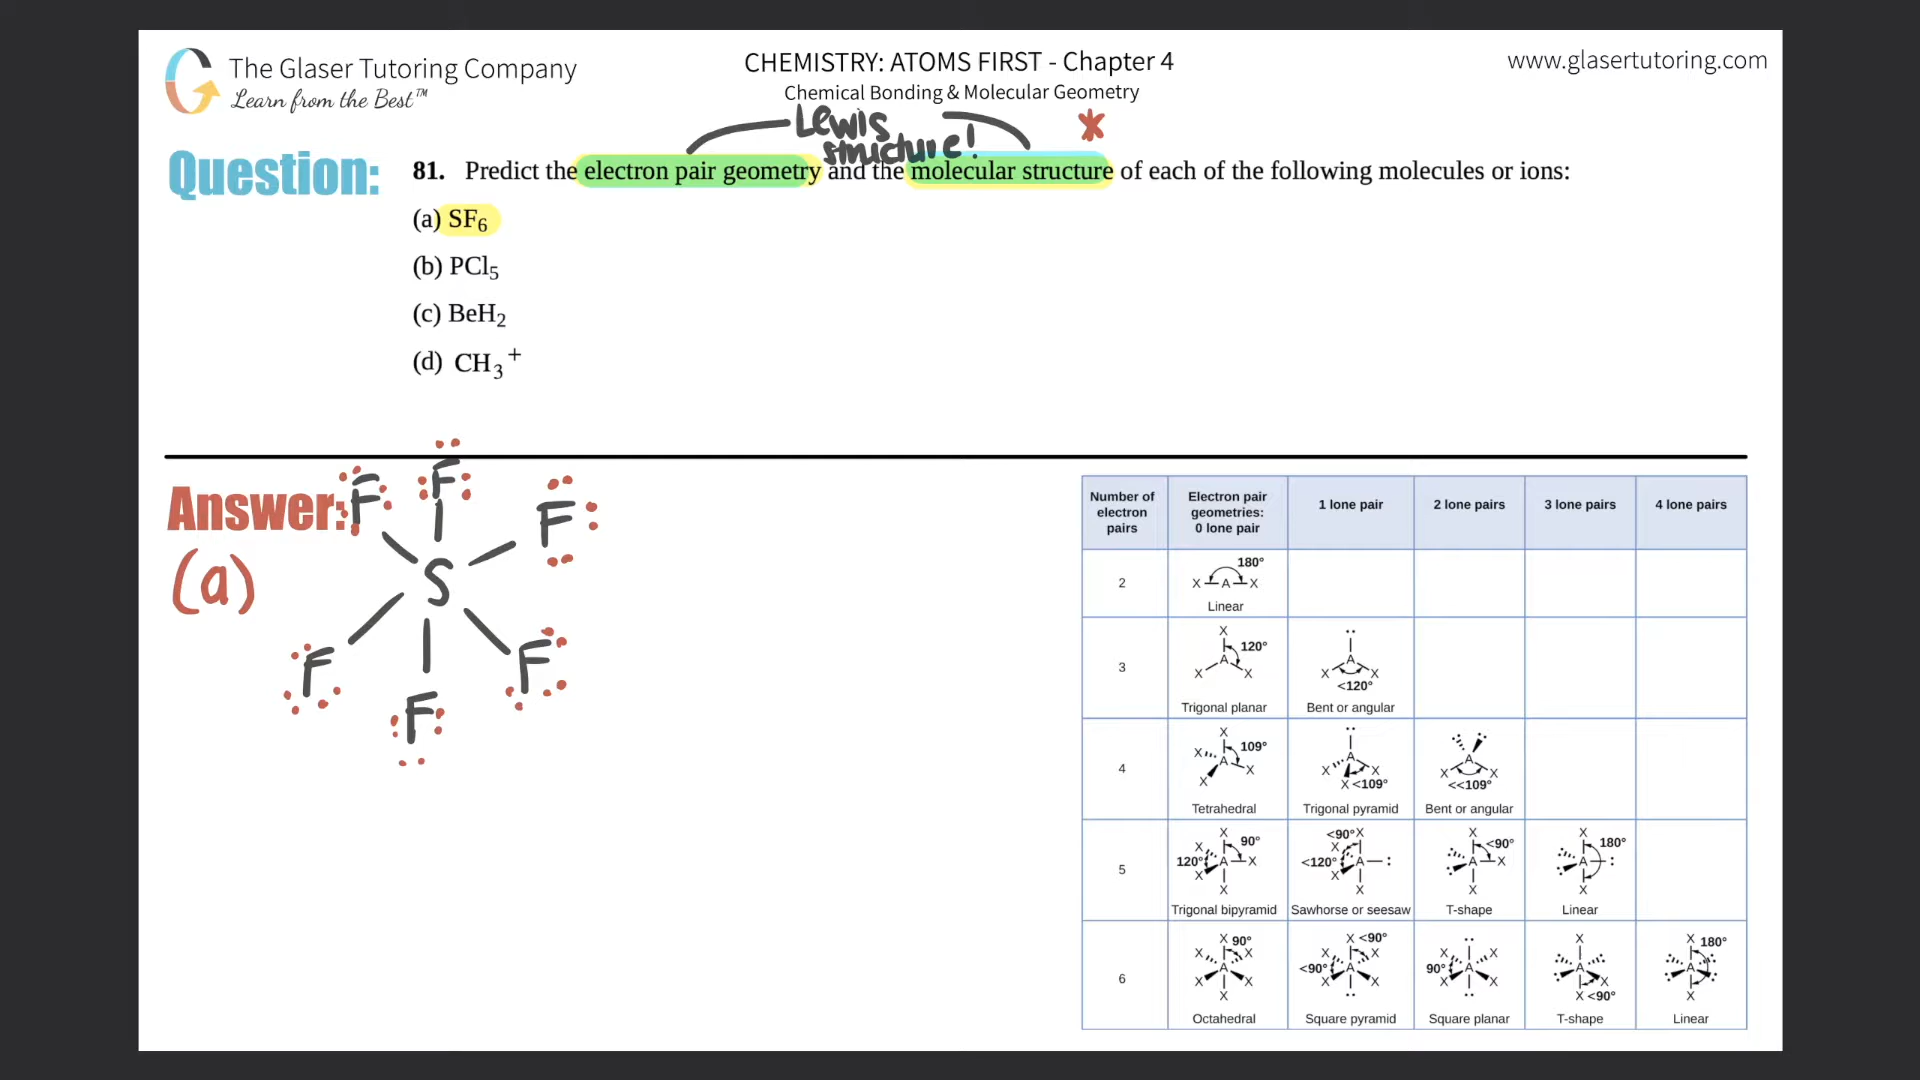 The Glaser Tutoring Company
Learn from the Best™
CHEMISTRY: ATOMS FIRST - Chapter 4
Chemical Bonding & Molecular Geometry
www.glasertutoring.com
Lewis
structure!
*
Question:
81. Predict the electron pair geometry and the molecular structure of each of the following molecules or ions:
(a) SF6
(b) PCl5
(c) BeH2
(d) CH3+
Answer:
(a)
F F F
S
F F
F
Number of electron pairs
Electron pair geometries: 0 lone pair
1 lone pair
2 lone pairs
3 lone pairs
4 lone pairs
2
180°
X A X
Linear
3
X
120°
A
X X
Trigonal planar
A
X X
<120°
Bent or angular
4
X
X 109°
A
X
X
Tetrahedral
A
X X
X <109°
Trigonal pyramid
A
X X
<<109°
Bent or angular
5
X
X 90°
120° A X
X
X
Trigonal bipyramid
<90° X
X
<120° A :
X
X
Sawhorse or seesaw
X
<90°
A X
X
T-shape
X
180°
A :
X
Linear
6
X 90°
X X
A
X X
X
Octahedral
X <90°
X X
<90° A
X X
Square pyramid
X X
90° A
X X
Square planar
X
A
X
X <90°
T-shape
X 180°
A
X
Linear